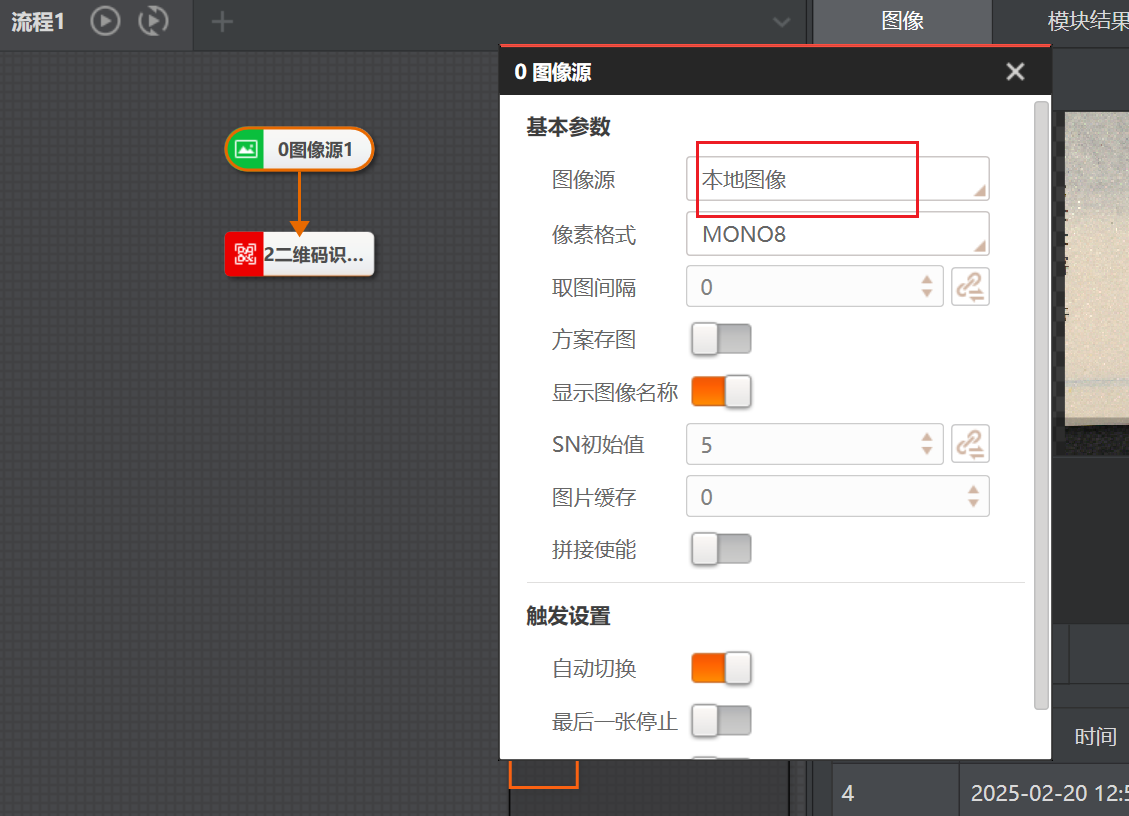 流程1
图像
模块结果
0 图像源
基本参数
0图像源1
图像源
本地图像
像素格式
MONO8
2二维码识...
取图间隔
0
方案存图
显示图像名称
SN初始值
5
图片缓存
0
拼接使能
触发设置
自动切换
最后一张停止
时间
4
2025-02-20 12:5